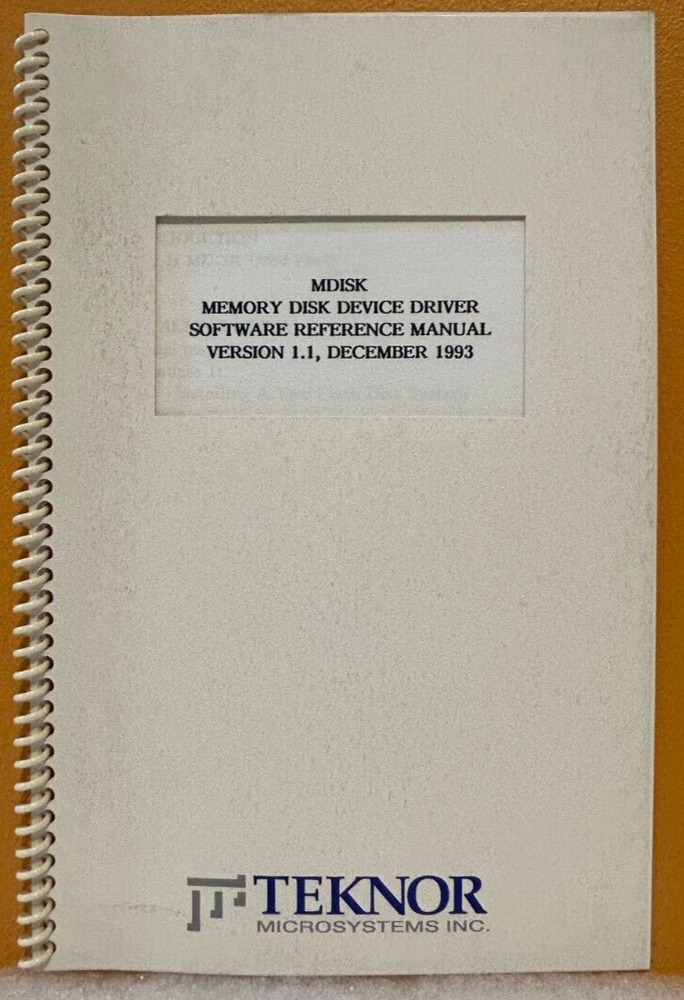 MDISK
MEMORY DISK DEVICE DRIVER
SOFTWARE REFERENCE MANUAL
VERSION 1.1, DECEMBER 1993
TEKNOR
MICROSYSTEMS INC.